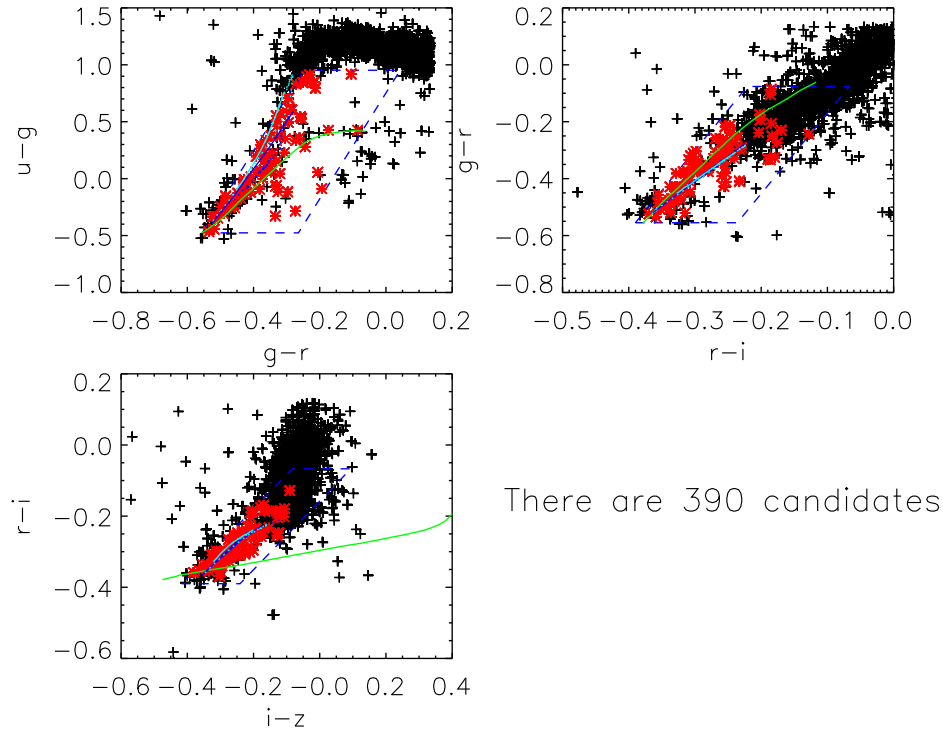 1.5
1.0
0.5
0.0
−0.5
−1.0
u−g
−0.8 −0.6 −0.4 −0.2 0.0 0.2
g−r
0.2
0.0
−0.2
−0.4
−0.6
−0.8
g−r
−0.5 −0.4 −0.3 −0.2 −0.1 0.0
r−i
0.2
0.0
−0.2
−0.4
−0.6
r−i
−0.6 −0.4 −0.2 −0.0 0.2 0.4
i−z
There are 390 candidates